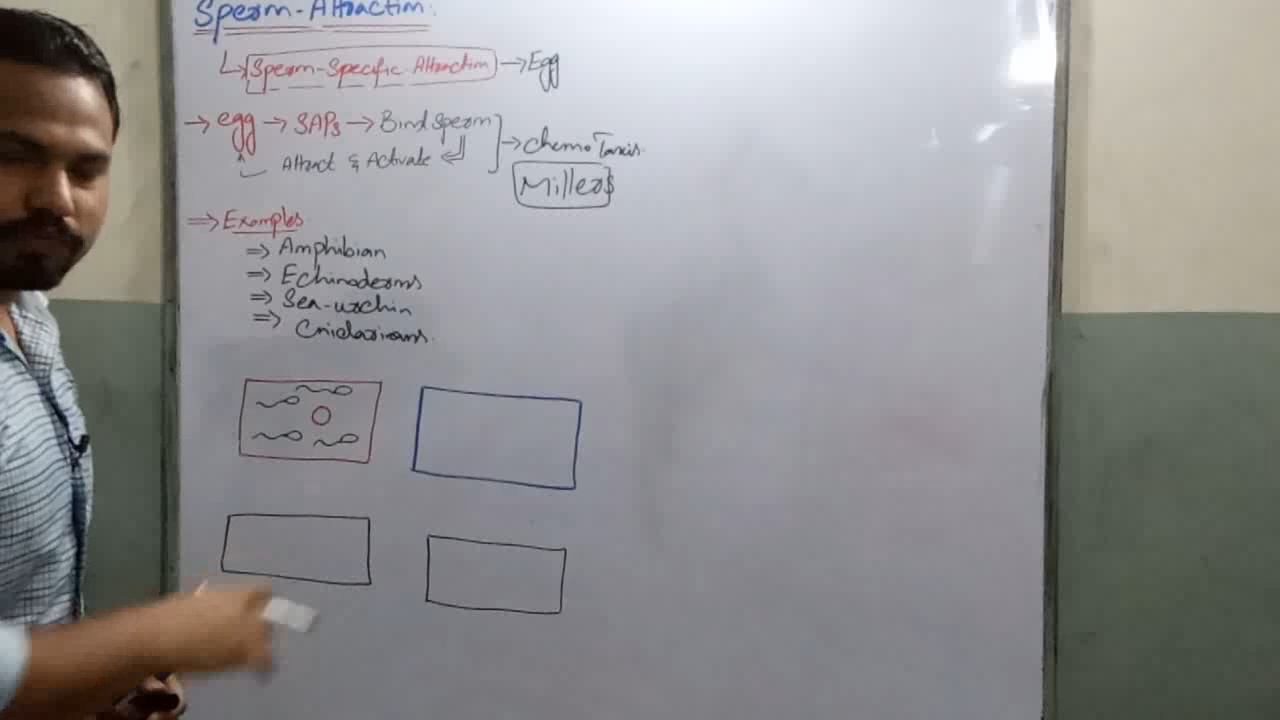 Sperm-Attraction.
↳ Sperm-Specific Attraction → Egg
→ egg → SAPs → Bind Sperm → Chemo Taxis.
Attract & Activate
Millers
⇒ Examples
⇒ Amphibian
⇒ Echinoderms
⇒ Sea-urchin
⇒ Cnidarians.